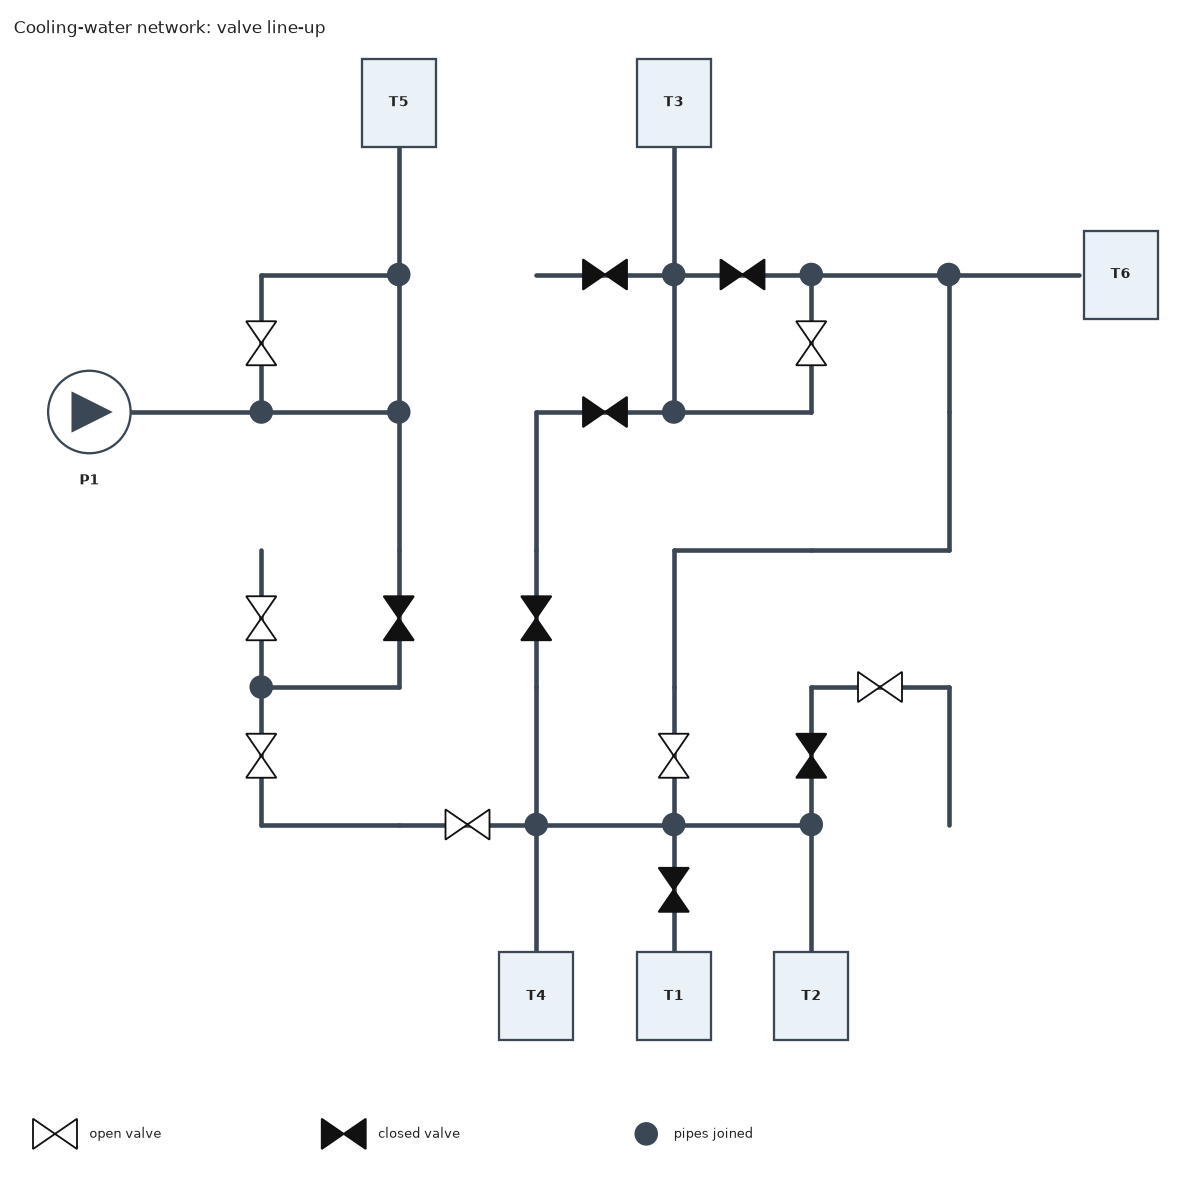 Cooling-water network: valve line-up
T5
T3
T6
P1
T4
T1
T2
open valve
closed valve
pipes joined